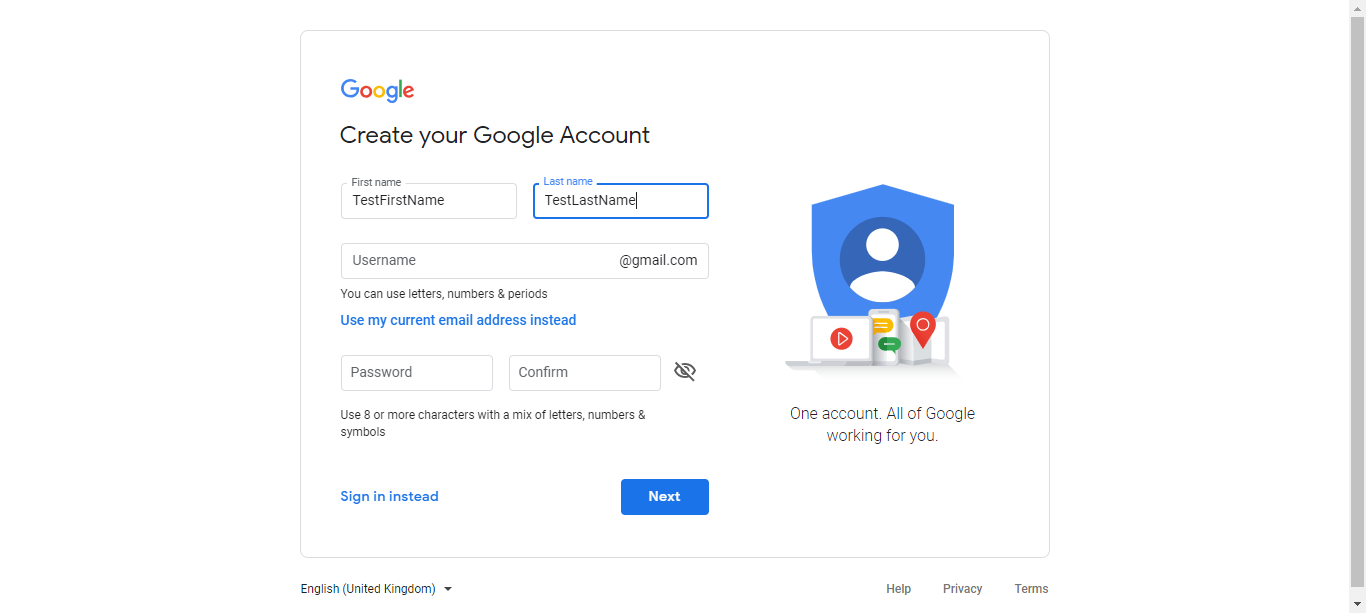 Google
Create your Google Account
First name
Last name
TestFirstName
TestLastName
Username
@gmail.com
You can use letters, numbers & periods
Use my current email address instead
Password
Confirm
Use 8 or more characters with a mix of letters, numbers &
symbols
Sign in instead
Next
One account. All of Google
working for you.
English (United Kingdom)
Help
Privacy
Terms